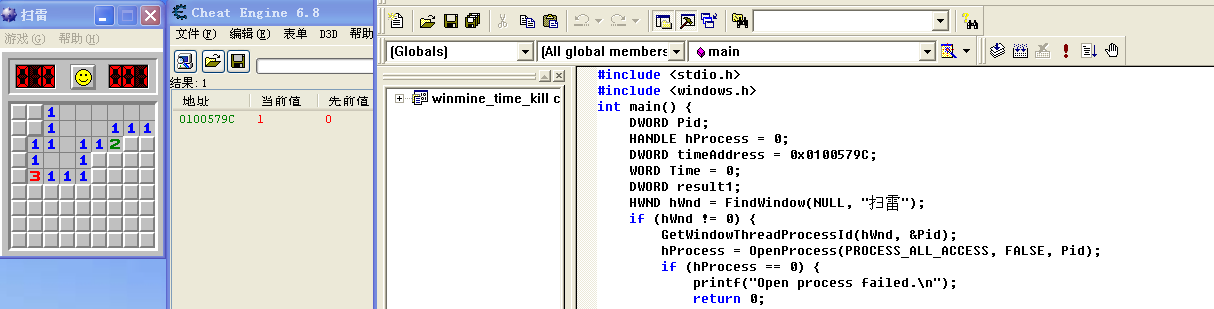 扫雷
游戏(G) 帮助(H)
1
1 1 1 1
1 1 1 1 2
1 1
3 1 1 1
Cheat Engine 6.8
文件(F) 编辑(E) 表单 D3D 帮助
结果: 1
地址 当前值 先前值
0100579C 1 0
(Globals) (All global members main
winmine_time_kill c
#include <stdio.h>
#include <windows.h>
int main() {
DWORD Pid;
HANDLE hProcess = 0;
DWORD timeAddress = 0x0100579C;
WORD Time = 0;
DWORD result1;
HWND hWnd = FindWindow(NULL, "扫雷");
if (hWnd != 0) {
GetWindowThreadProcessId(hWnd, &Pid);
hProcess = OpenProcess(PROCESS_ALL_ACCESS, FALSE, Pid);
if (hProcess == 0) {
printf("Open process failed.\n");
return 0;